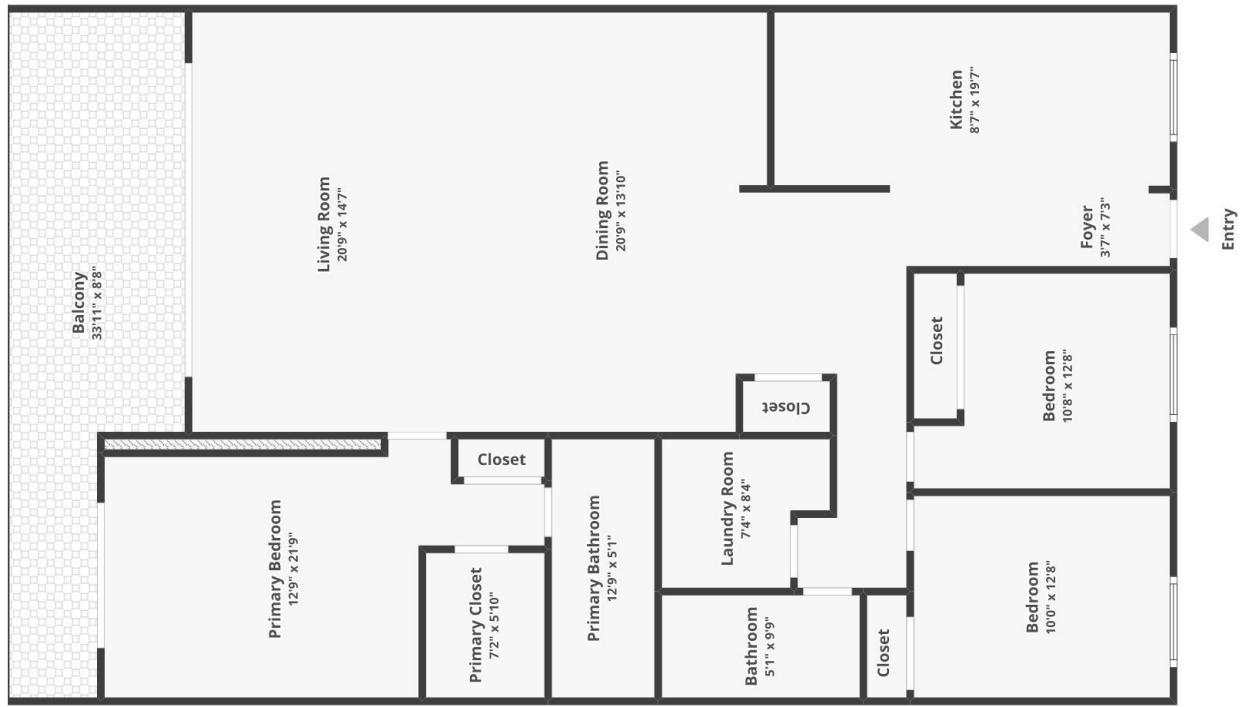 Balcony
33'11" x 8'8"
Living Room
20'9" x 14'7"
Dining Room
20'9" x 13'10"
Kitchen
8'7" x 19'7"
Foyer
3'7" x 7'3"
Entry
Closet
Bedroom
10'8" x 12'8"
Closet
Closet
Primary Bedroom
12'9" x 21'9"
Primary Closet
7'2" x 5'10"
Primary Bathroom
12'9" x 5'1"
Laundry Room
7'4" x 8'4"
Bathroom
5'1" x 9'9"
Closet
Bedroom
10'0" x 12'8"